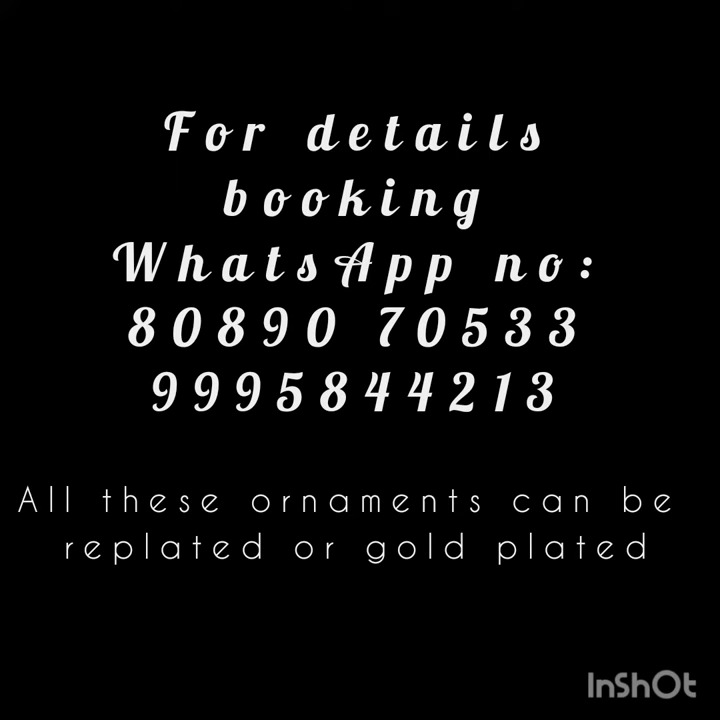 For details
booking
WhatsApp no:
80890 70533
9995844213
All these ornaments can be
replated or gold plated
InShOt